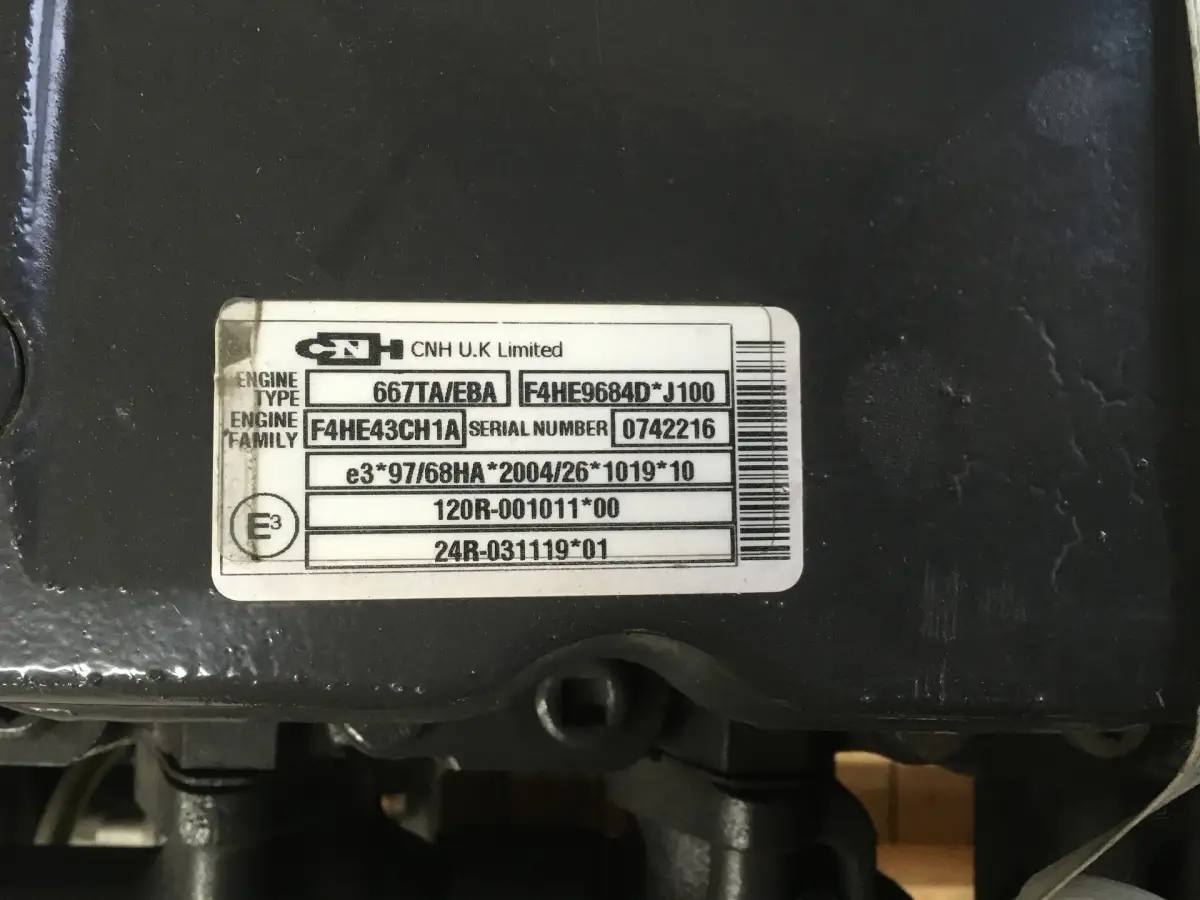 CNH CNH U.K Limited
ENGINE TYPE 667TA/EBA F4HE9684D*J100
ENGINE FAMILY F4HE43CH1A SERIAL NUMBER 0742216
e3*97/68HA*2004/26*1019*10
120R-001011*00
E3
24R-031119*01